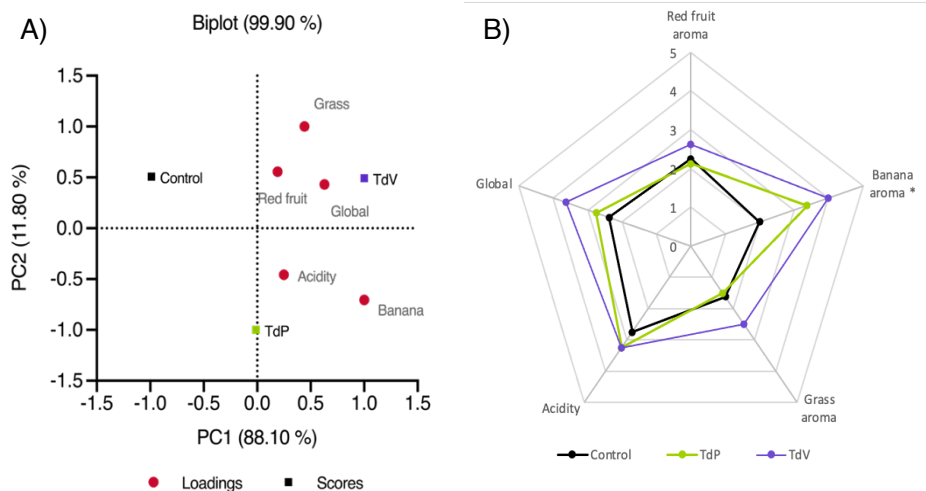 A)
Biplot (99.90 %)
PC2 (11.80 %)
1.5
1.0
0.5
0.0
-0.5
-1.0
-1.5
Grass
Control
TdV
Red fruit
Global
Acidity
Banana
TdP
-1.5
-1.0
-0.5
0.0
0.5
1.0
1.5
PC1 (88.10 %)
Loadings
Scores
B)
Red fruit
aroma
5
4
3
2
1
0
Global
Banana
aroma *
Acidity
Grass
aroma
Control
TdP
TdV